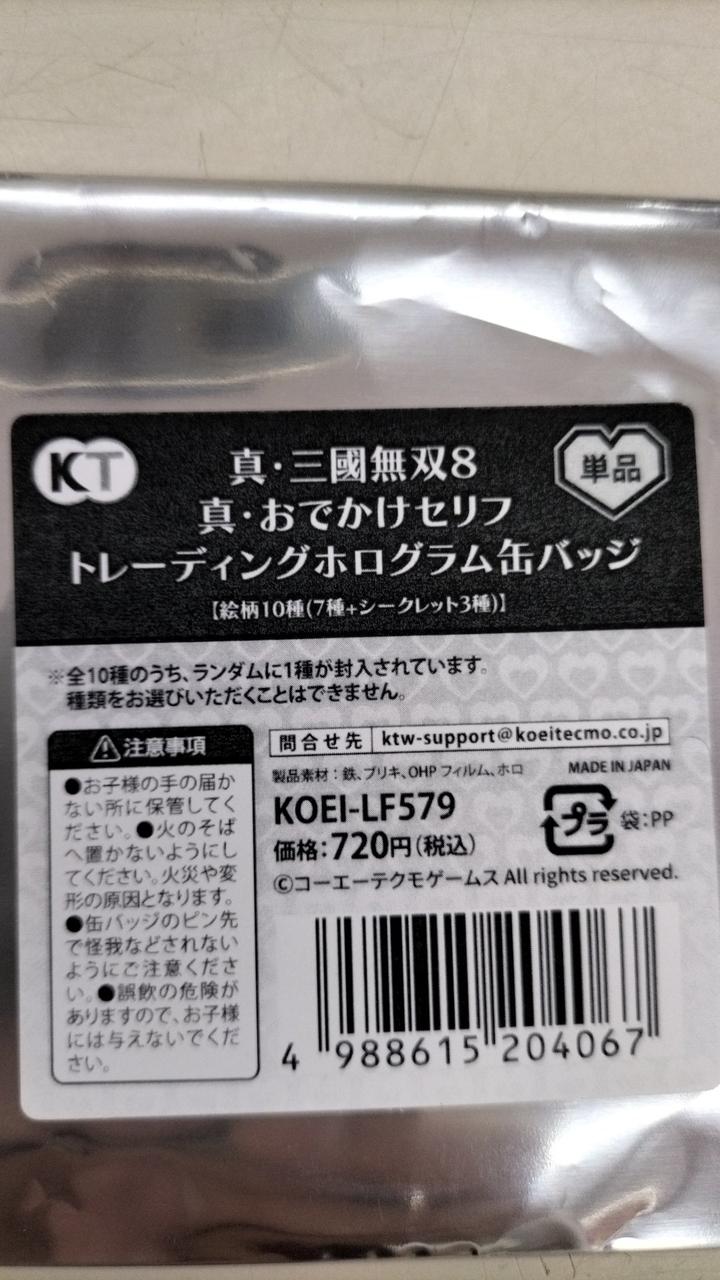 KT
真・三國無双8
単品
真・おでかけセリフ
トレーディングホログラム缶バッジ
【絵柄10種(7種+シークレット3種)】
※全10種のうち、ランダムに1種が封入されています。
種類をお選びいただくことはできません。
注意事項
●お子様の手の届か
ない所に保管してく
ださい。●火のそば
へ置かないようにし
てください。火災や変
形の原因となります。
●缶バッジのピン先
で怪我などされない
ようにご注意くださ
い。●誤飲の危険が
ありますので、お子様
には与えないでくだ
さい。
問合せ先 ktw-support@koeitecmo.co.jp
製品素材：鉄、ブリキ、OHPフィルム、ホロ
MADE IN JAPAN
KOEI-LF579
価格：720円（税込）
プラ 袋：PP
©コーエーテクモゲームス All rights reserved.
4 988615 204067